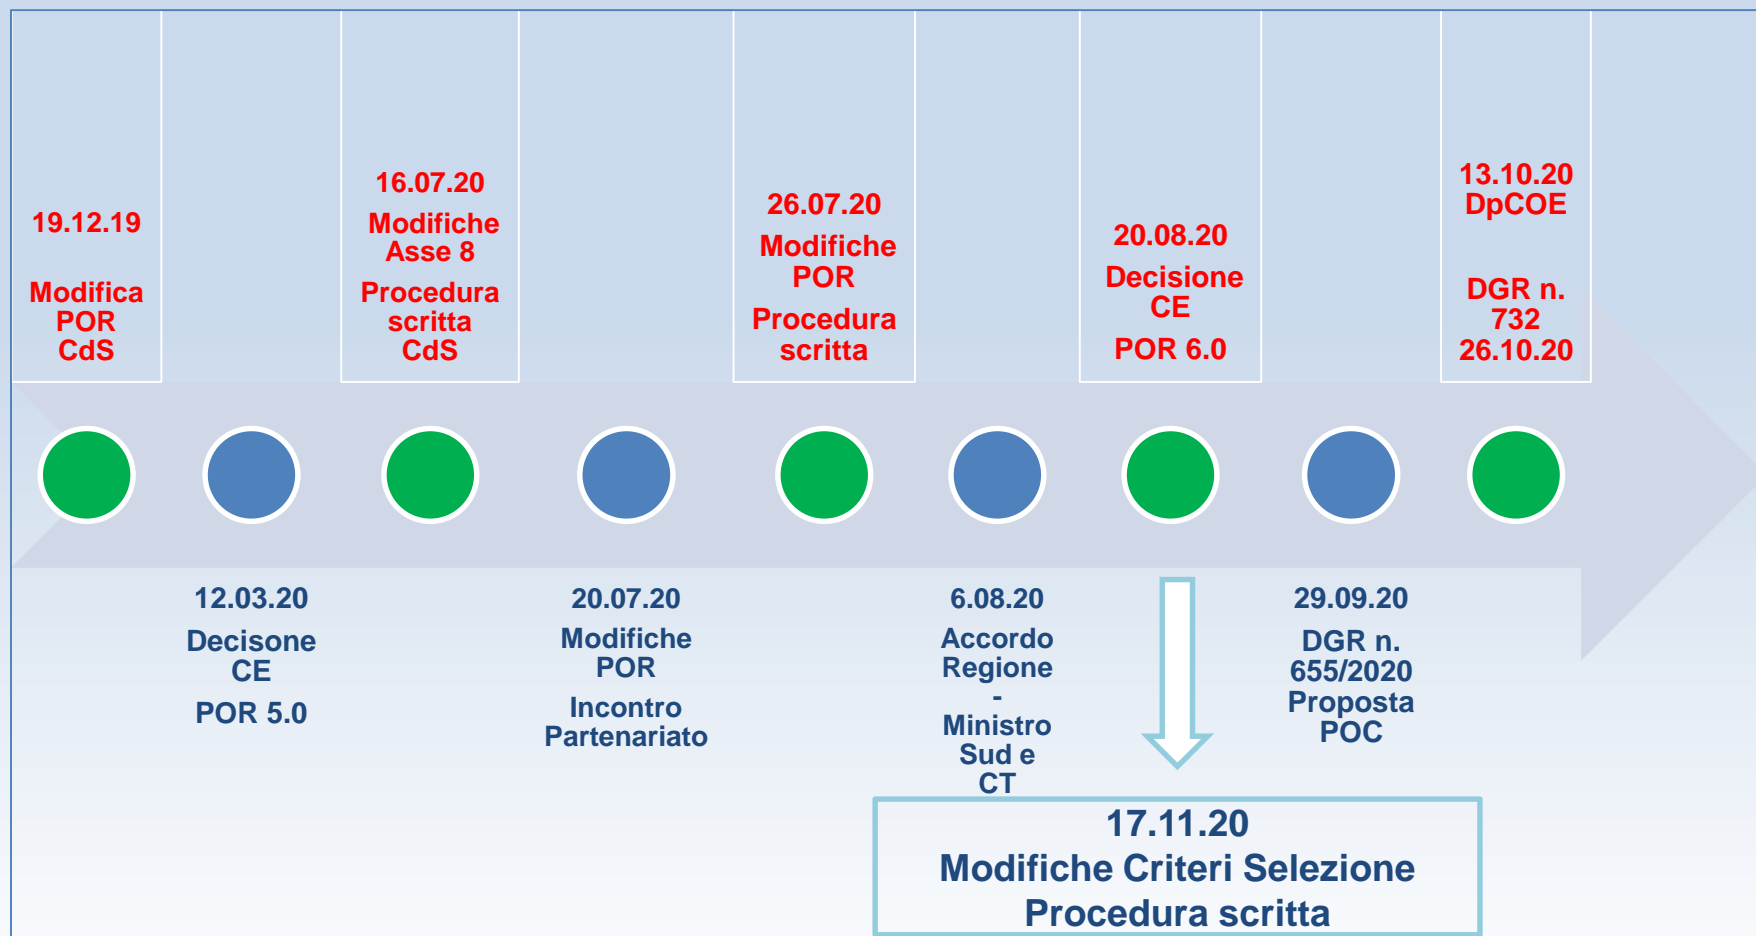 19.12.19
Modifica
POR
CdS
12.03.20
Decisone
CE
POR 5.0
16.07.20
Modifiche
Asse 8
Procedura
scritta
CdS
20.07.20
Modifiche
POR
Incontro
Partenariato
26.07.20
Modifiche
POR
Procedura
scritta
6.08.20
Accordo
Regione
-
Ministro
Sud e
CT
20.08.20
Decisione
CE
POR 6.0
29.09.20
DGR n.
655/2020
Proposta
POC
13.10.20
DpCOE
DGR n.
732
26.10.20
17.11.20
Modifiche Criteri Selezione
Procedura scritta